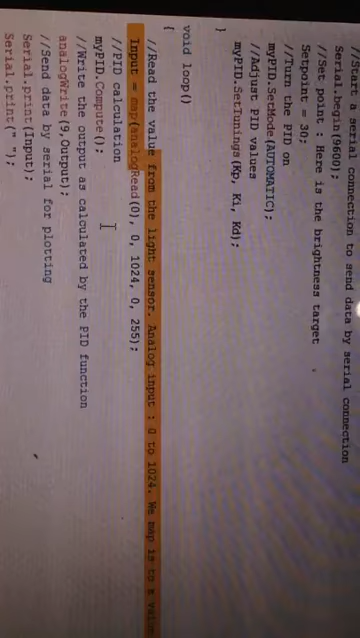 //Start serial connection to send data by serial connection
Serial.begin(9600);
//Set point : Here is the brightness target
Setpoint = 30;
//Turn the PID on
myPID.SetMode(AUTOMATIC);
//Adjust PID values
myPID.SetTunings(Kp, Ki, Kd);
}
void loop()
{
//Read the value from the light sensor. Analog input : 0 to 1024. We map is to a value
Input = map(analogRead(0), 0, 1024, 0, 255);
//PID calculation
myPID.Compute();
//Write the output as calculated by the PID function
analogWrite(9,Output);
//Send data by serial for plotting
Serial.print(Input);
Serial.print(" ");